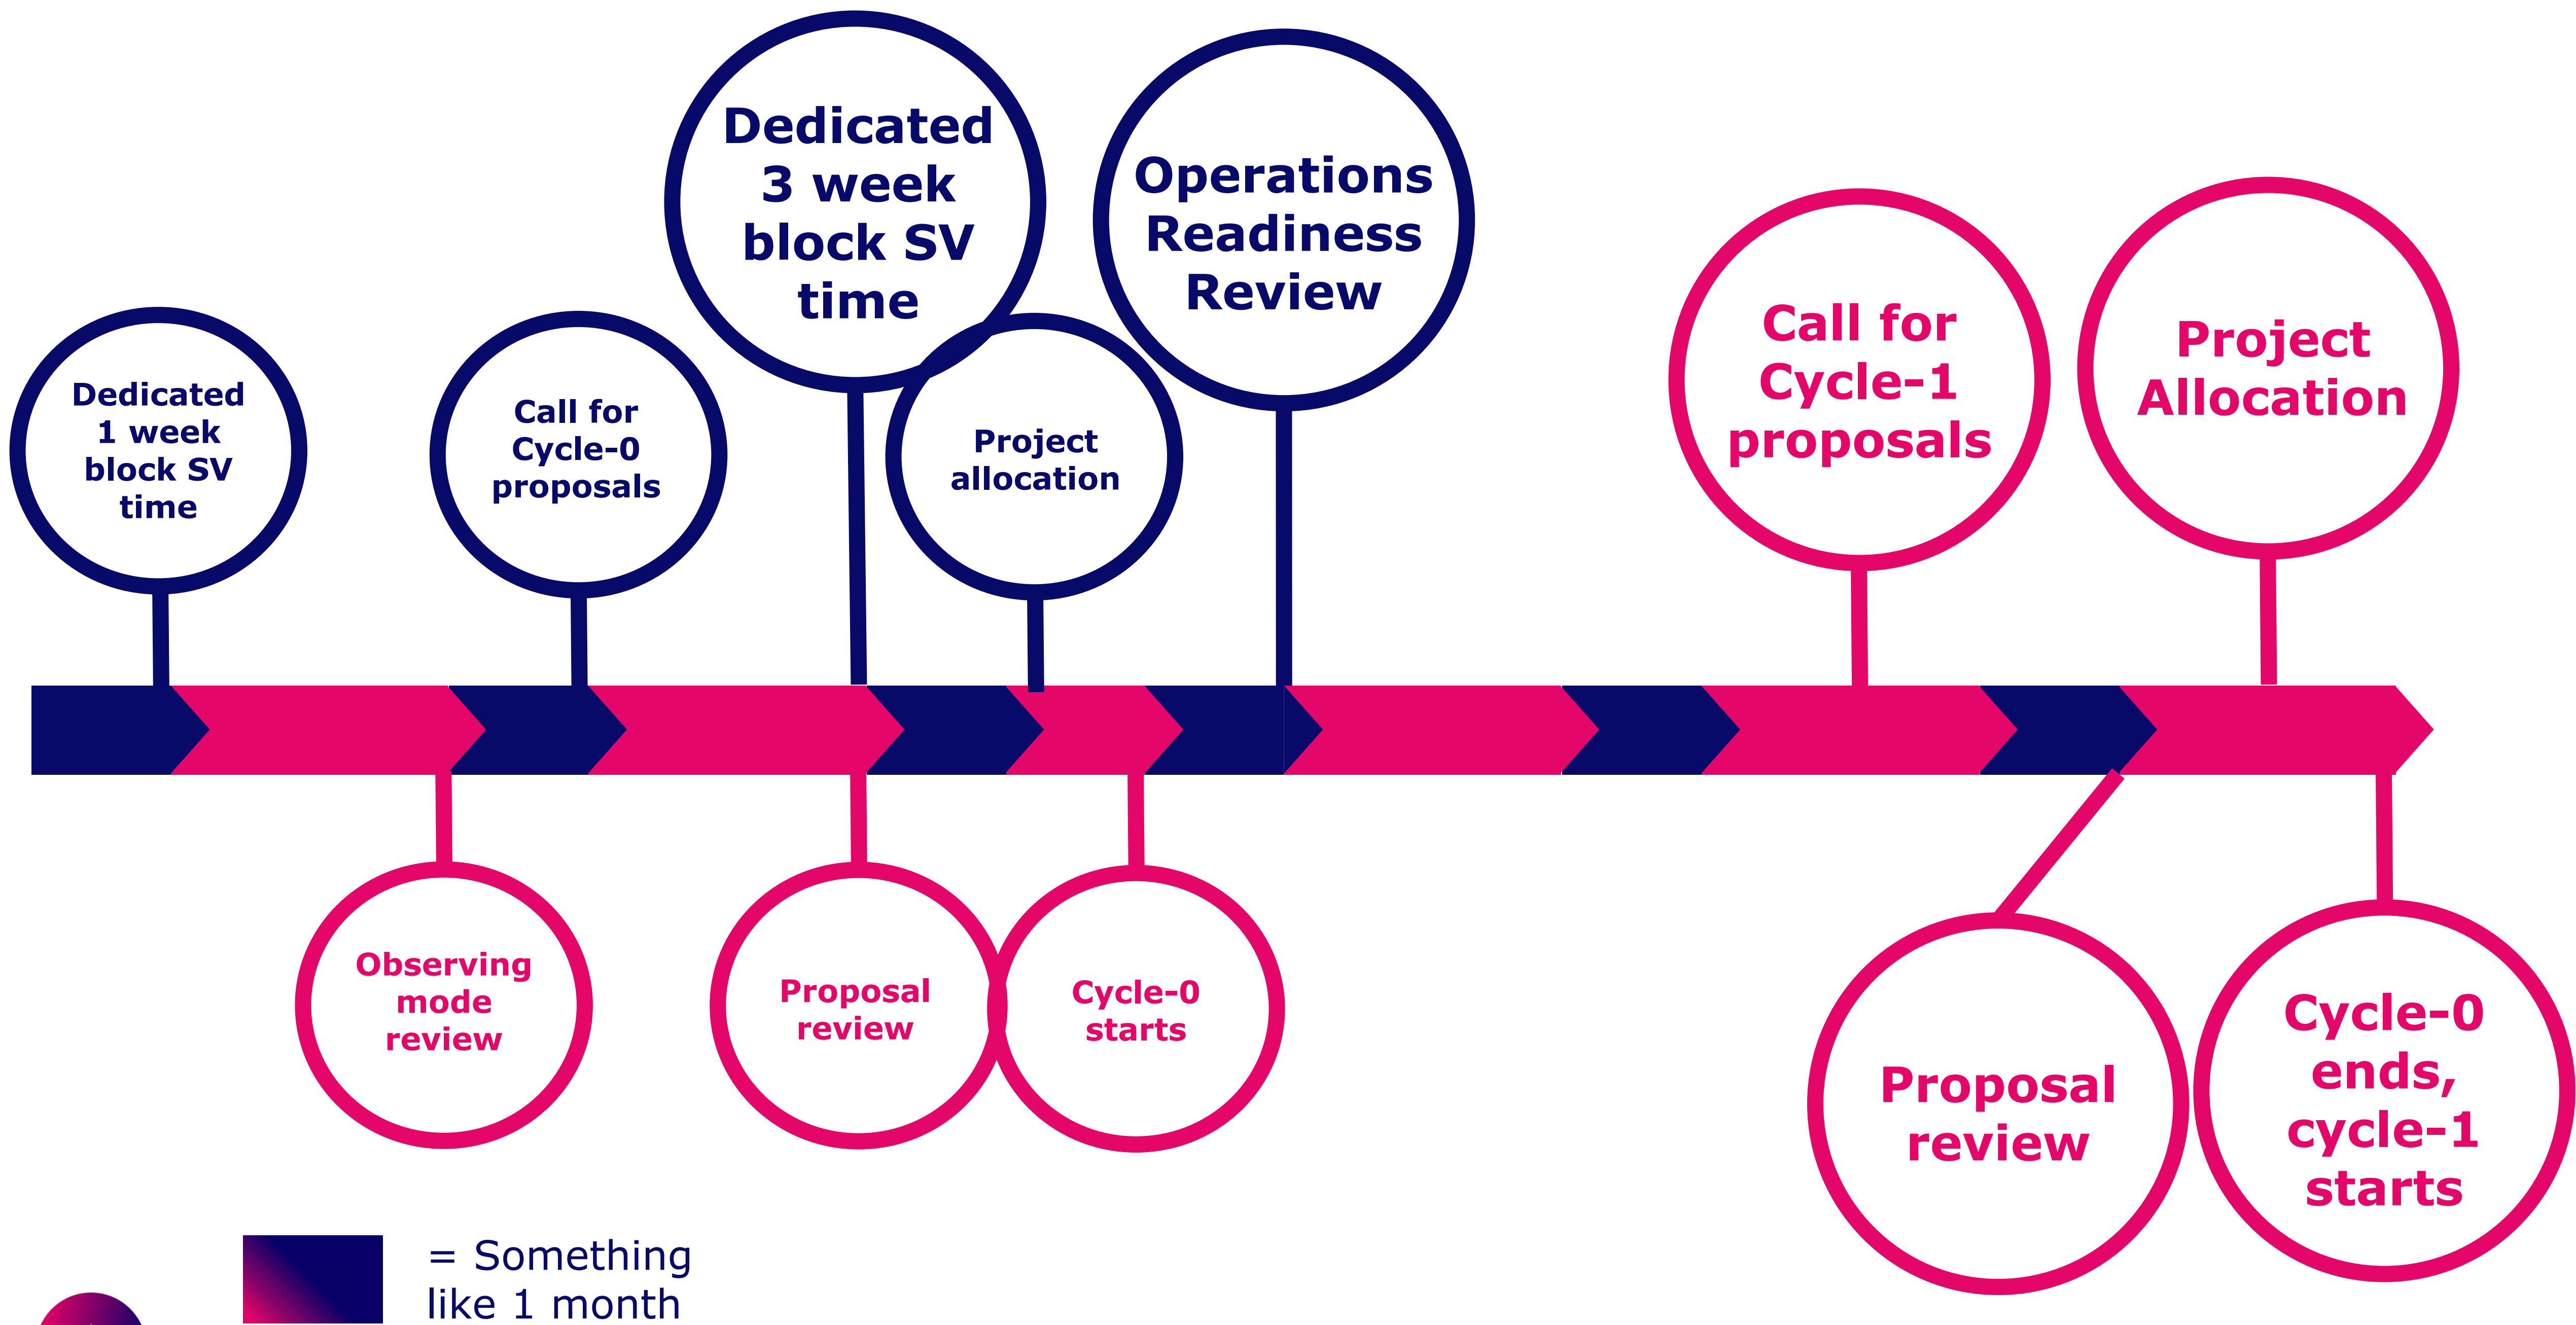 Dedicated
1 week
block SV
time
Call for
Cycle-0
proposals
Dedicated
3 week
block SV
time
Project
allocation
Operations
Readiness
Review
Call for
Cycle-1
proposals
Project
Allocation
Observing
mode
review
Proposal
review
Cycle-0
starts
Proposal
review
Cycle-0
ends,
cycle-1
starts
= Something
like 1 month